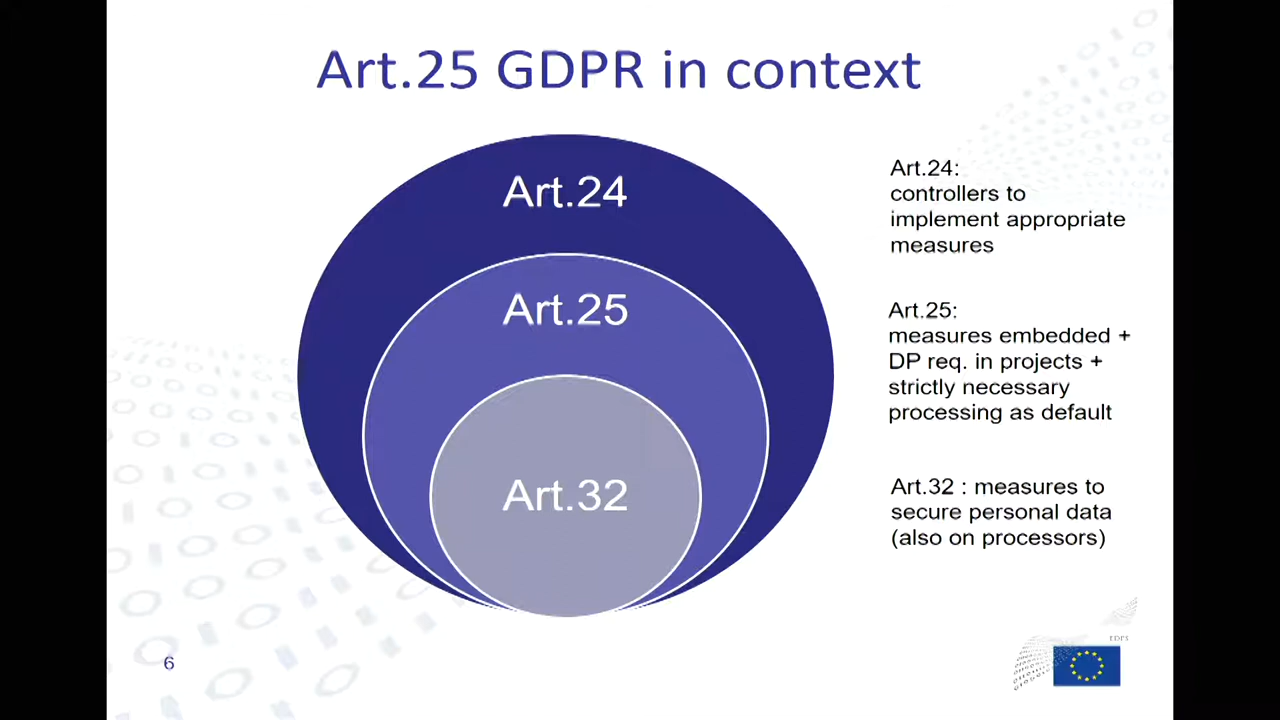 Art.25 GDPR in context
Art.24
Art.25
Art.32
Art.24:
controllers to
implement appropriate
measures
Art.25:
measures embedded +
DP req. in projects +
strictly necessary
processing as default
Art.32 : measures to
secure personal data
(also on processors)
6
EDPS